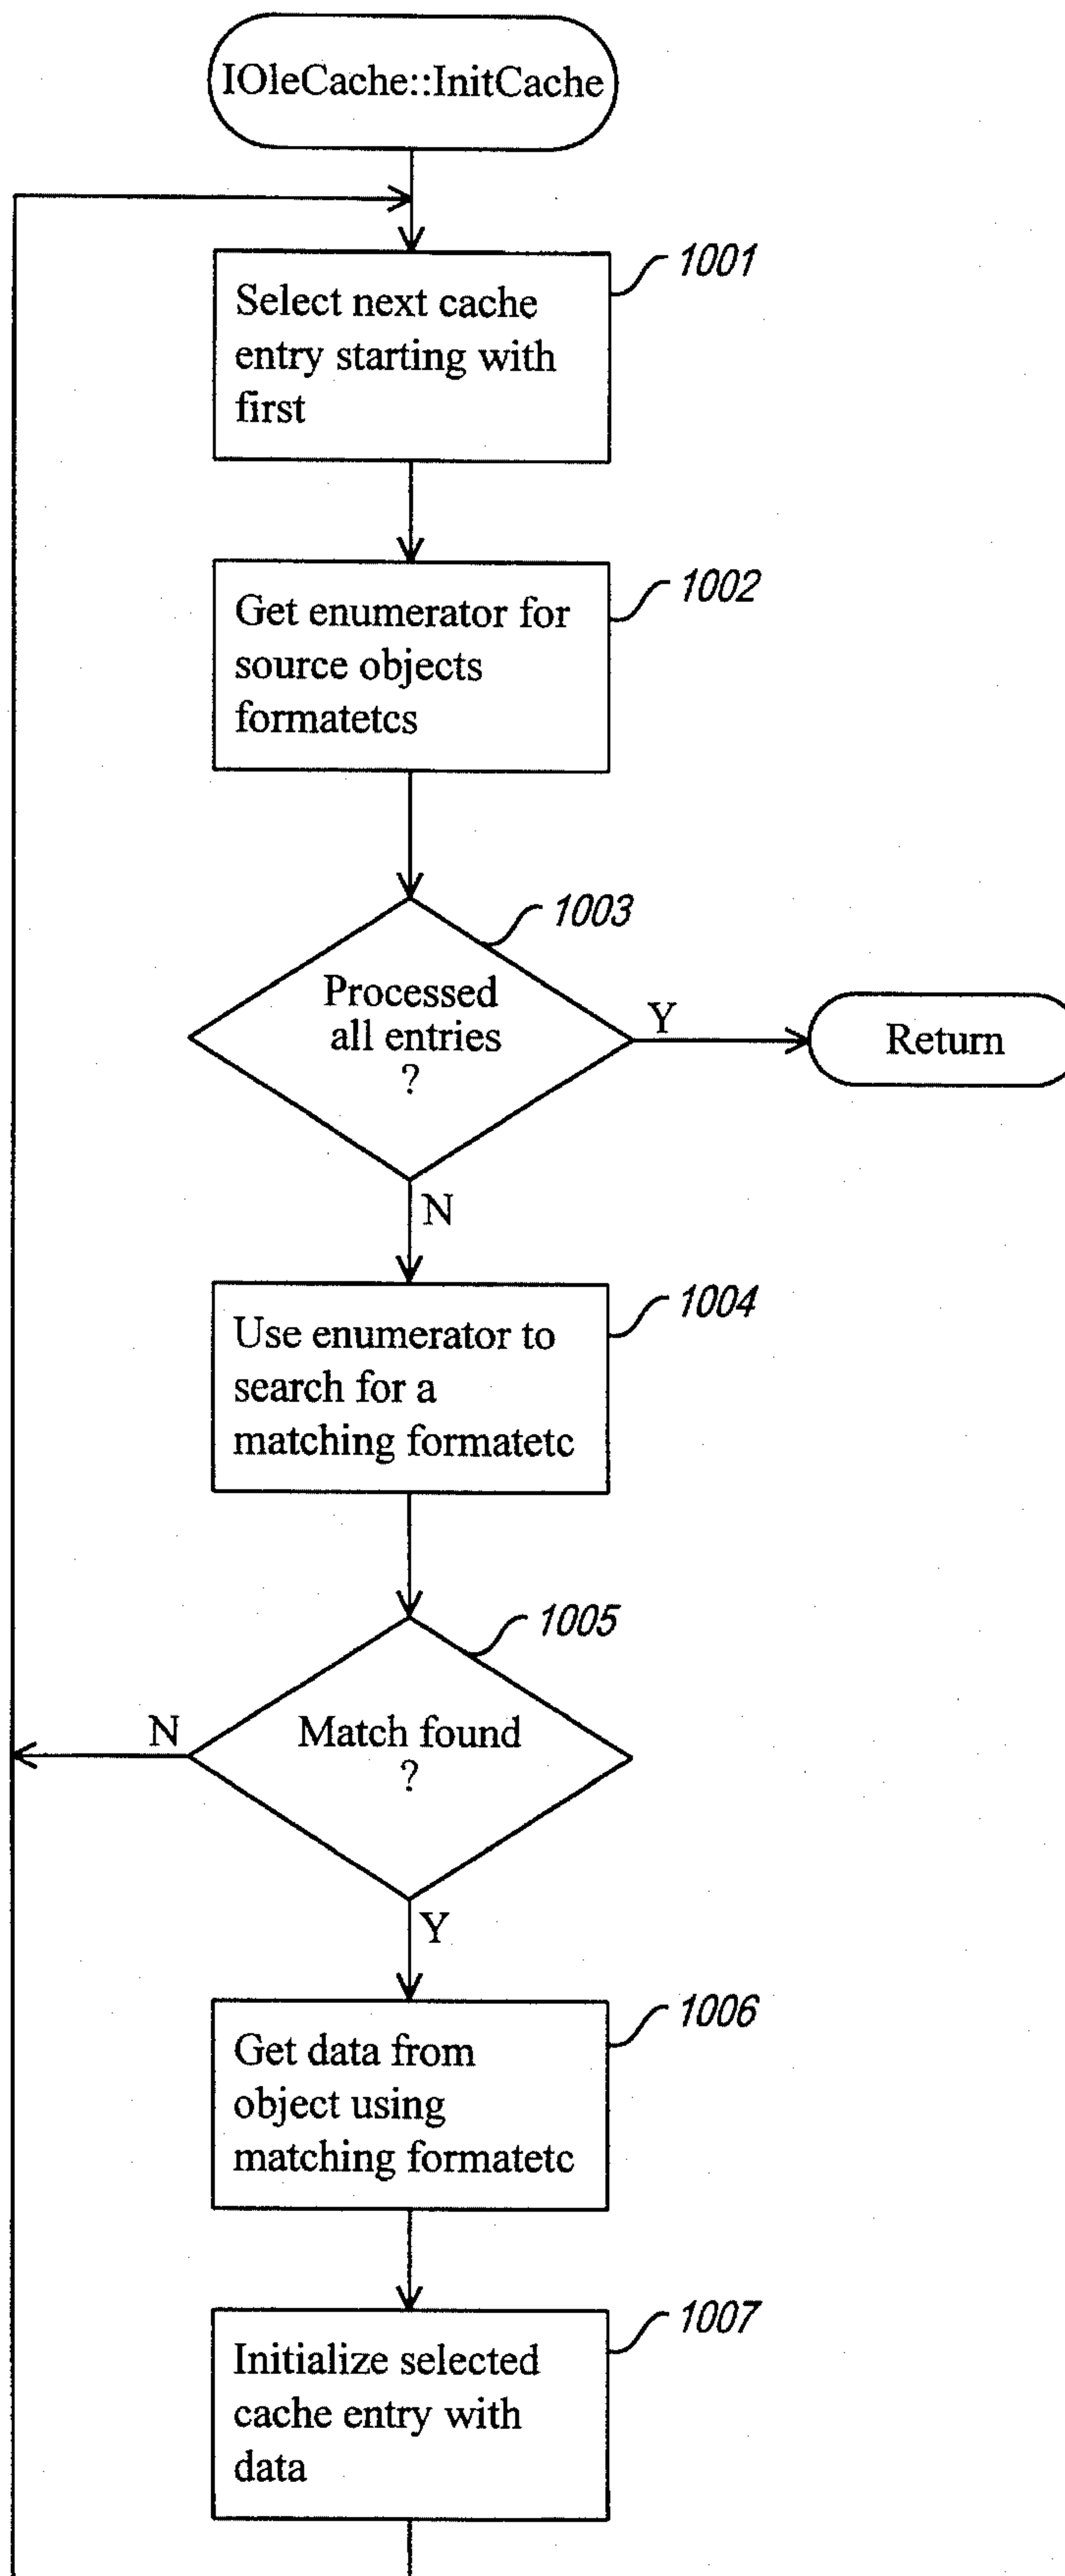 IOleCache::InitCache
1001
Select next cache
entry starting with
first
1002
Get enumerator for
source objects
formatetcs
1003
Processed
all entries
?
Y
Return
N
1004
Use enumerator to
search for a
matching formatetc
1005
N
Match found
?
Y
1006
Get data from
object using
matching formatetc
1007
Initialize selected
cache entry with
data